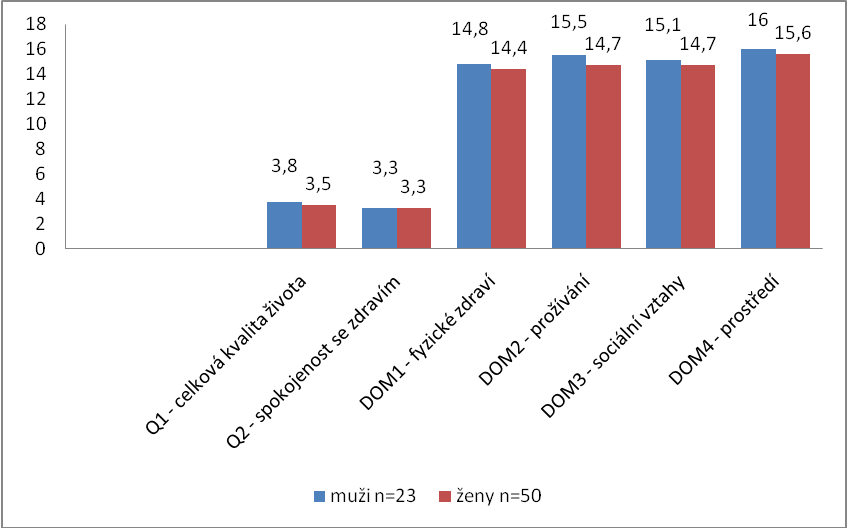 18
16
14
12
10
8
6
4
2
0
3,8
3,5
3,3
3,3
14,8
14,4
15,5
14,7
15,1
14,7
16
15,6
Q1 - celková kvalita života
Q2 - spokojenost se zdravím
DOM1 - fyzické zdraví
DOM2 - prožívání
DOM3 - sociální vztahy
DOM4 - prostředí
muži n=23
ženy n=50